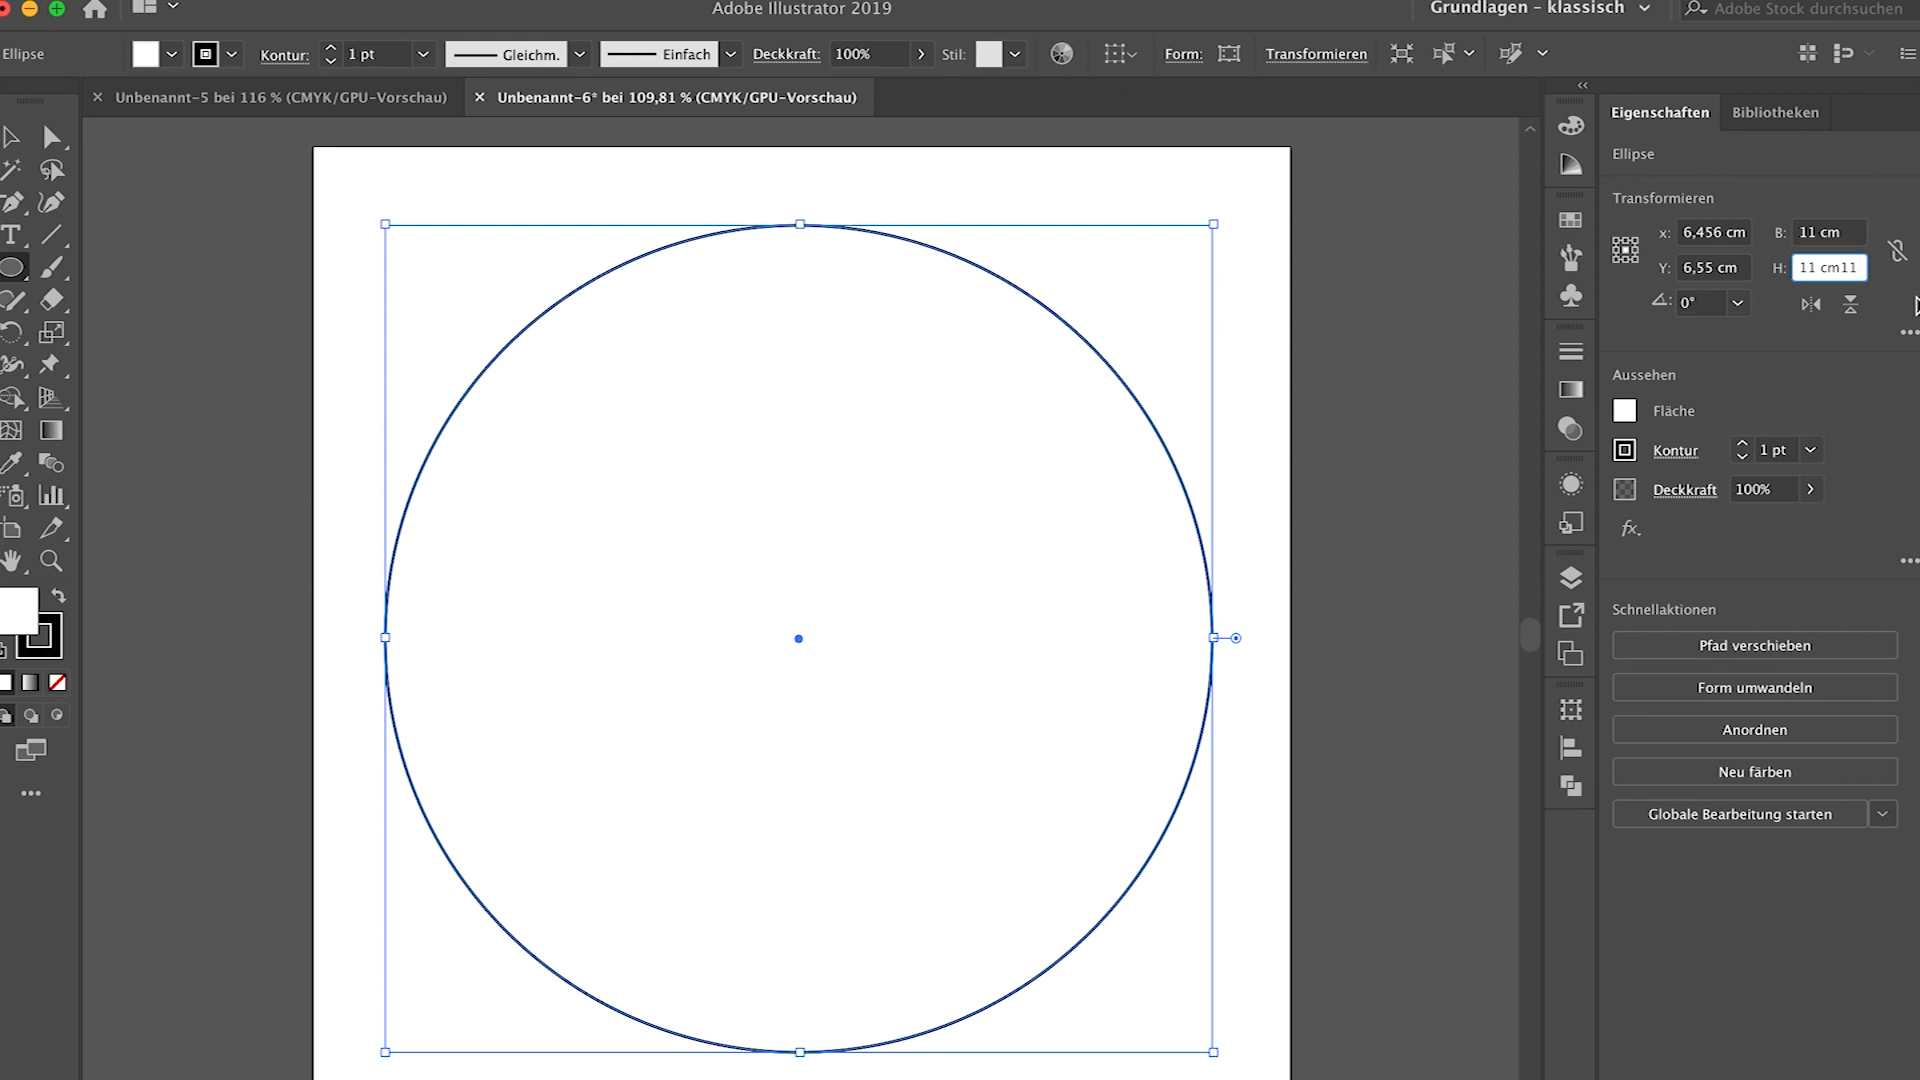 Adobe Illustrator 2019
Grundlagen – klassisch
Adobe Stock durchsuchen
Ellipse
Kontur:
1 pt
Gleichm.
Einfach
Deckkraft:
100%
Stil:
Form:
Transformieren
Unbenannt-5 bei 116 % (CMYK/GPU-Vorschau)
Unbenannt-6* bei 109,81 % (CMYK/GPU-Vorschau)
Eigenschaften
Bibliotheken
Ellipse
Transformieren
X: 6,456 cm
B: 11 cm
Y: 6,55 cm
H: 11 cm11
0°
Aussehen
Fläche
Kontur
1 pt
Deckkraft
100%
fx
Schnellaktionen
Pfad verschieben
Form umwandeln
Anordnen
Neu färben
Globale Bearbeitung starten